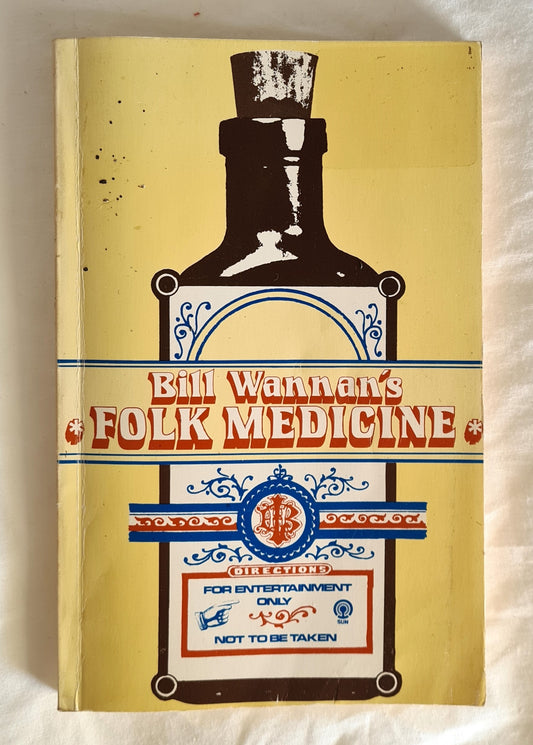 Bill Wannan's
* FOLK MEDICINE *
DIRECTIONS
FOR ENTERTAINMENT
ONLY
SUN
NOT TO BE TAKEN